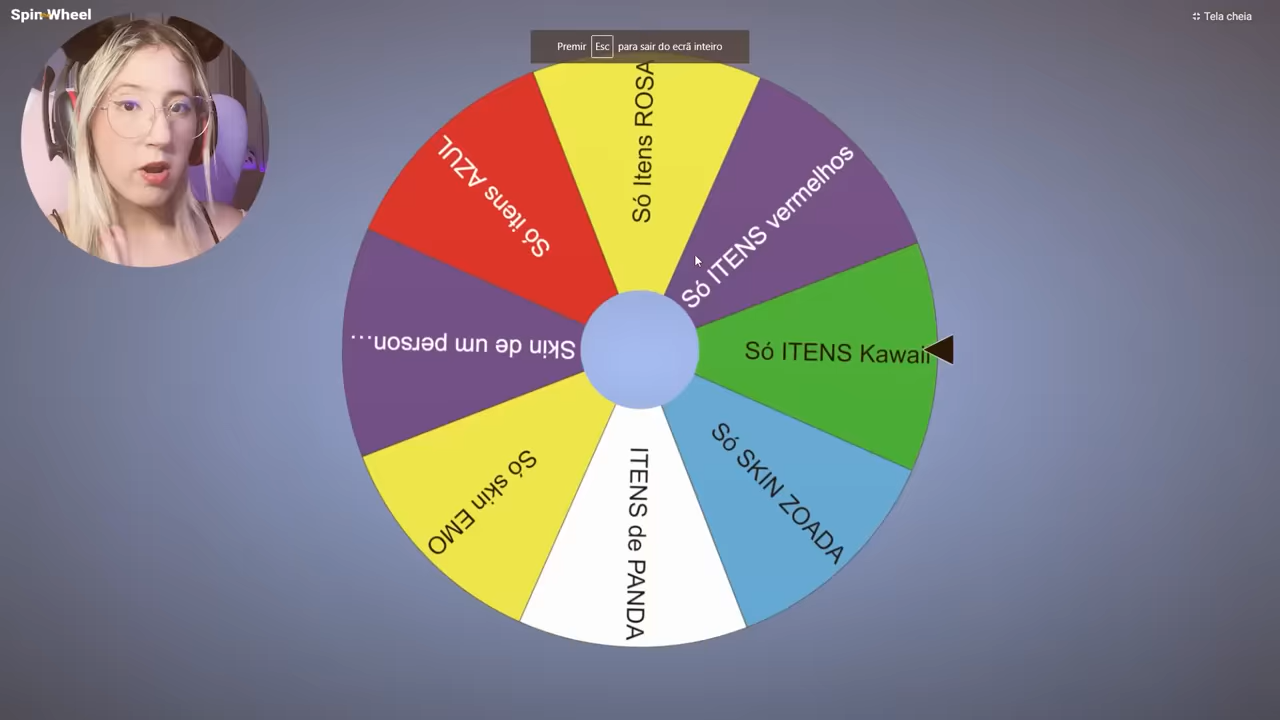 Spin Wheel
Tela cheia
Premir Esc para sair do ecrã inteiro
Só Itens ROSA
Só ITENS vermelhos
Só ITENS Kawaii
Só SKIN ZOADA
ITENS de PANDA
Só skin EMO
Skin de um person...
Só itens AZUL